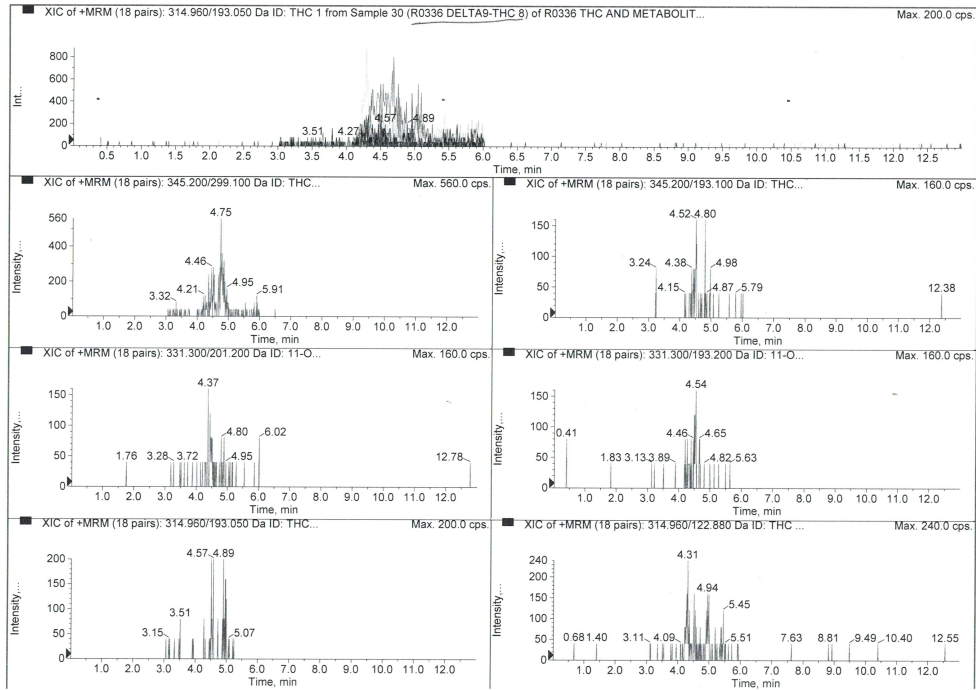 XIC of +MRM (18 pairs): 314.960/193.050 Da ID: THC 1 from Sample 30 (R0336 DELTA9-THC 8) of R0336 THC AND METABOLIT... Max. 200.0 cps.
Int...
800
600
400
200
0
3.51 4.27 4.57 4.89
0.5 1.0 1.5 2.0 2.5 3.0 3.5 4.0 4.5 5.0 5.5 6.0 6.5 7.0 7.5 8.0 8.5 9.0 9.5 10.0 10.5 11.0 11.5 12.0 12.5
Time, min
XIC of +MRM (18 pairs): 345.200/299.100 Da ID: THC... Max. 560.0 cps.
Intensity,...
560
400
200
0
4.75
4.46
4.21 4.95
3.32 5.91
1.0 2.0 3.0 4.0 5.0 6.0 7.0 8.0 9.0 10.0 11.0 12.0
Time, min
XIC of +MRM (18 pairs): 345.200/193.100 Da ID: THC... Max. 160.0 cps.
Intensity,...
150
100
50
0
4.52 4.80
3.24 4.38 4.98
4.15 4.87 5.79 12.38
1.0 2.0 3.0 4.0 5.0 6.0 7.0 8.0 9.0 10.0 11.0 12.0
Time, min
XIC of +MRM (18 pairs): 331.300/201.200 Da ID: 11-O... Max. 160.0 cps.
Intensity,...
150
100
50
0
4.37
4.80 6.02
1.76 3.28 3.72 4.95 12.78
1.0 2.0 3.0 4.0 5.0 6.0 7.0 8.0 9.0 10.0 11.0 12.0
Time, min
XIC of +MRM (18 pairs): 331.300/193.200 Da ID: 11-O... Max. 160.0 cps.
Intensity,...
150
100
50
0
4.54
0.41 4.46 4.65
1.83 3.13 3.89 4.82 5.63
1.0 2.0 3.0 4.0 5.0 6.0 7.0 8.0 9.0 10.0 11.0 12.0
Time, min
XIC of +MRM (18 pairs): 314.960/193.050 Da ID: THC... Max. 200.0 cps.
Intensity,...
200
150
100
50
0
4.57 4.89
3.51
3.15 5.07
1.0 2.0 3.0 4.0 5.0 6.0 7.0 8.0 9.0 10.0 11.0 12.0
Time, min
XIC of +MRM (18 pairs): 314.960/122.880 Da ID: THC ... Max. 240.0 cps.
Intensity,...
240
200
150
100
50
0
4.31
4.94
5.45
0.68 1.40 3.11 4.09 5.51 7.63 8.81 9.49 10.40 12.55
1.0 2.0 3.0 4.0 5.0 6.0 7.0 8.0 9.0 10.0 11.0 12.0
Time, min